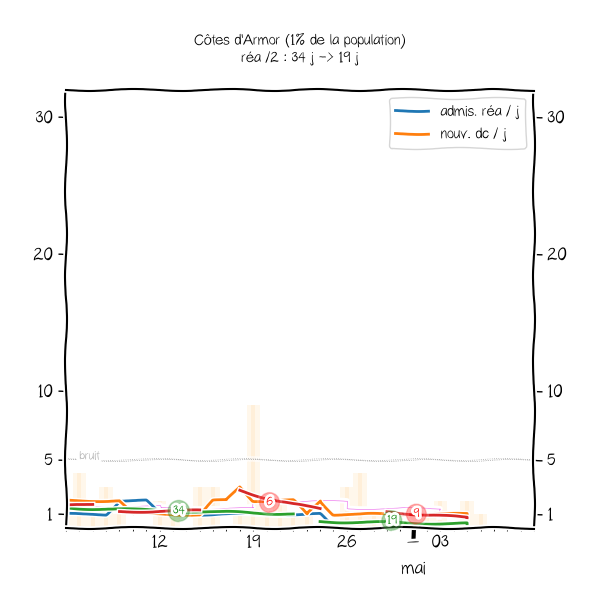 Côtes d'Armor (1% de la population)
réa /2 : 34 j -> 19 j
admis. réa / j
nouv. dc / j
30 30
20 20
10 10
5 bruit 5
1 34 6 19 9 1
12 19 26 03
mai